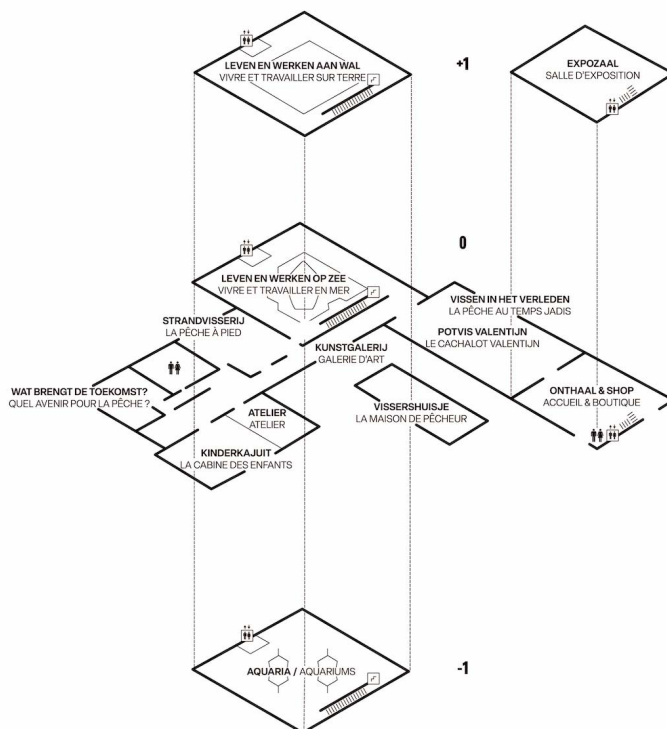 LEVEN EN WERKEN AAN WAL
VIVRE ET TRAVAILLER SUR TERRE
+1
EXPOZAAL
SALLE D'EXPOSITION
0
LEVEN EN WERKEN OP ZEE
VIVRE ET TRAVAILLER EN MER
VISSEN IN HET VERLEDEN
LA PÊCHE AU TEMPS JADIS
STRANDVISSERIJ
LA PÊCHE À PIED
POTVIS VALENTIJN
LE CACHALOT VALENTIJN
KUNSTGALERIJ
GALERIE D'ART
WAT BRENGT DE TOEKOMST?
QUEL AVENIR POUR LA PÊCHE ?
ONTHAAL & SHOP
ACCUEIL & BOUTIQUE
ATELIER
ATELIER
VISSERSHUISJE
LA MAISON DE PÊCHEUR
KINDERKAJUIT
LA CABINE DES ENFANTS
AQUARIA / AQUARIUMS
-1